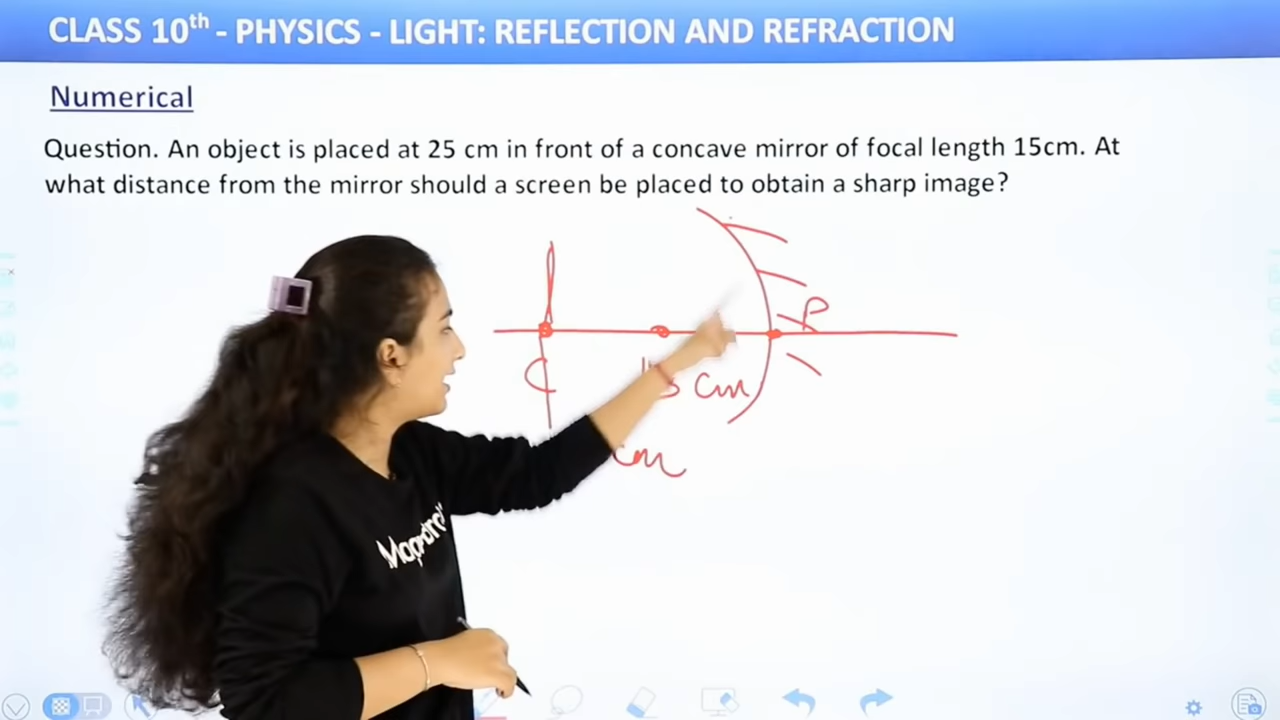 CLASS 10th - PHYSICS - LIGHT: REFLECTION AND REFRACTION
Numerical
Question. An object is placed at 25 cm in front of a concave mirror of focal length 15cm. At
what distance from the mirror should a screen be placed to obtain a sharp image?
P
C
15 cm
cm